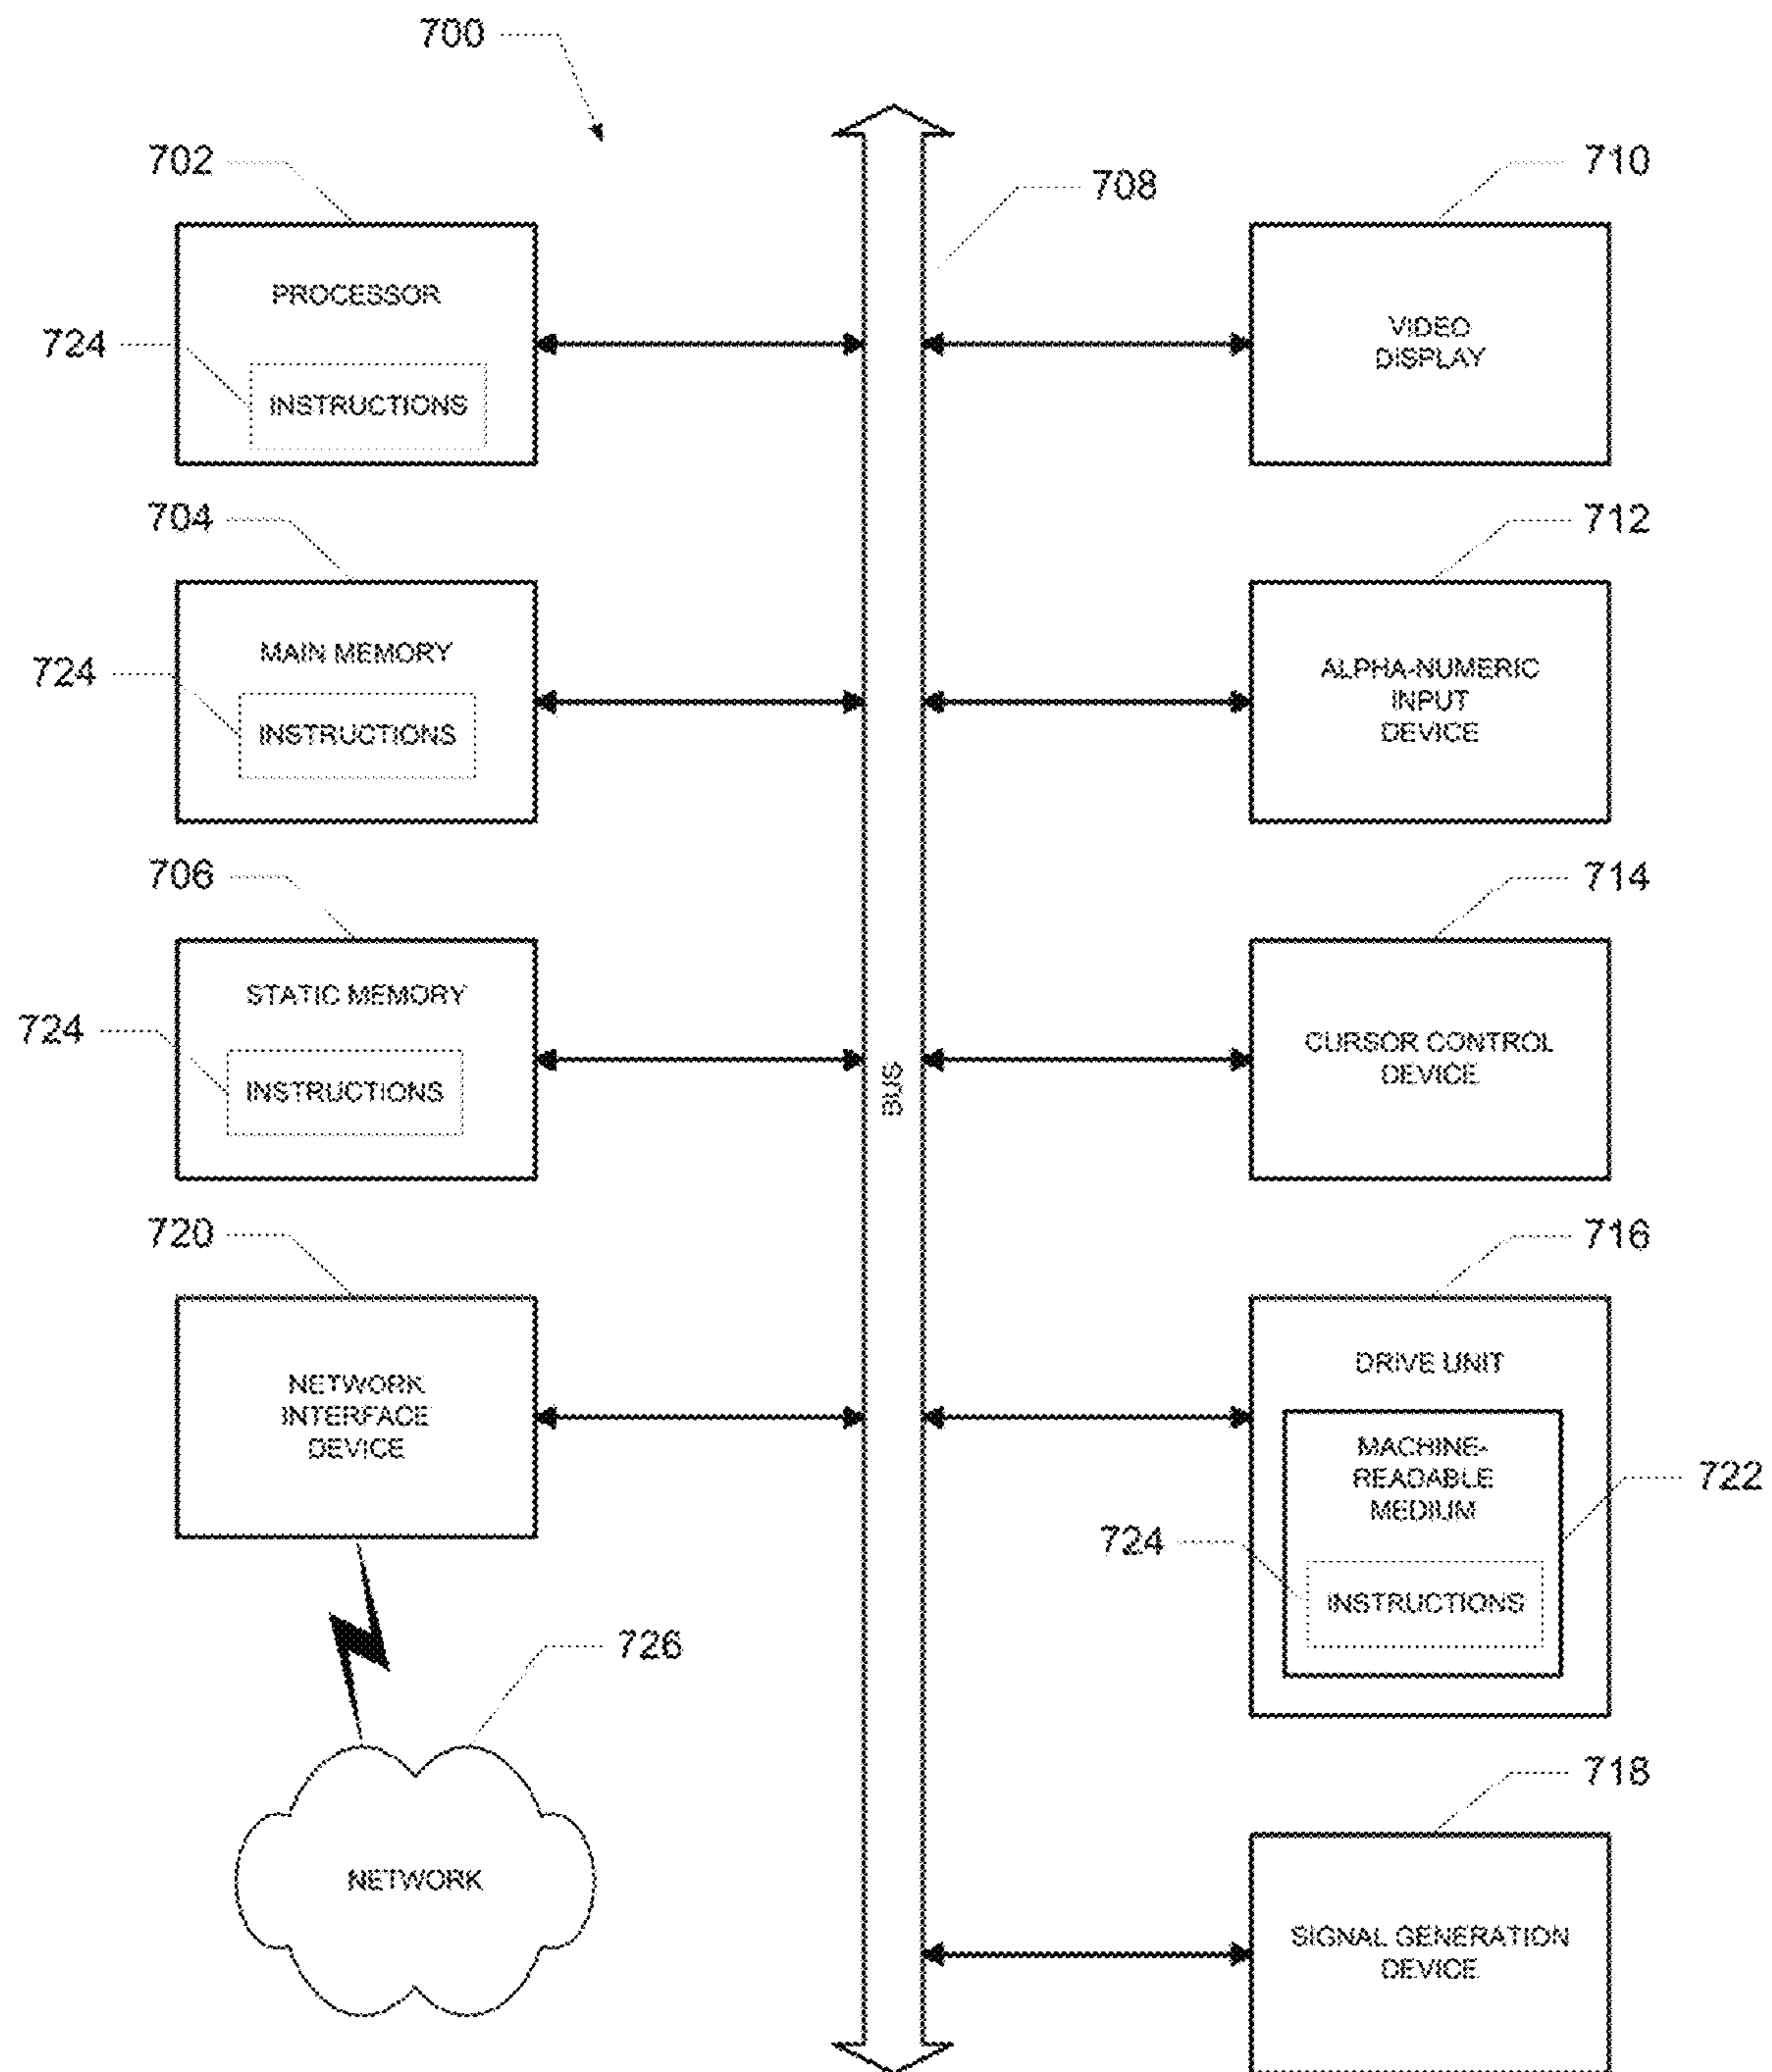 700
702
708
710
PROCESSOR
724
INSTRUCTIONS
VIDEO
DISPLAY
704
712
MAIN MEMORY
724
INSTRUCTIONS
ALPHA-NUMERIC
INPUT
DEVICE
706
714
STATIC MEMORY
724
INSTRUCTIONS
BUS
CURSOR CONTROL
DEVICE
720
716
NETWORK
INTERFACE
DEVICE
DRIVE UNIT
MACHINE-
READABLE
MEDIUM
722
724
INSTRUCTIONS
726
NETWORK
718
SIGNAL GENERATION
DEVICE